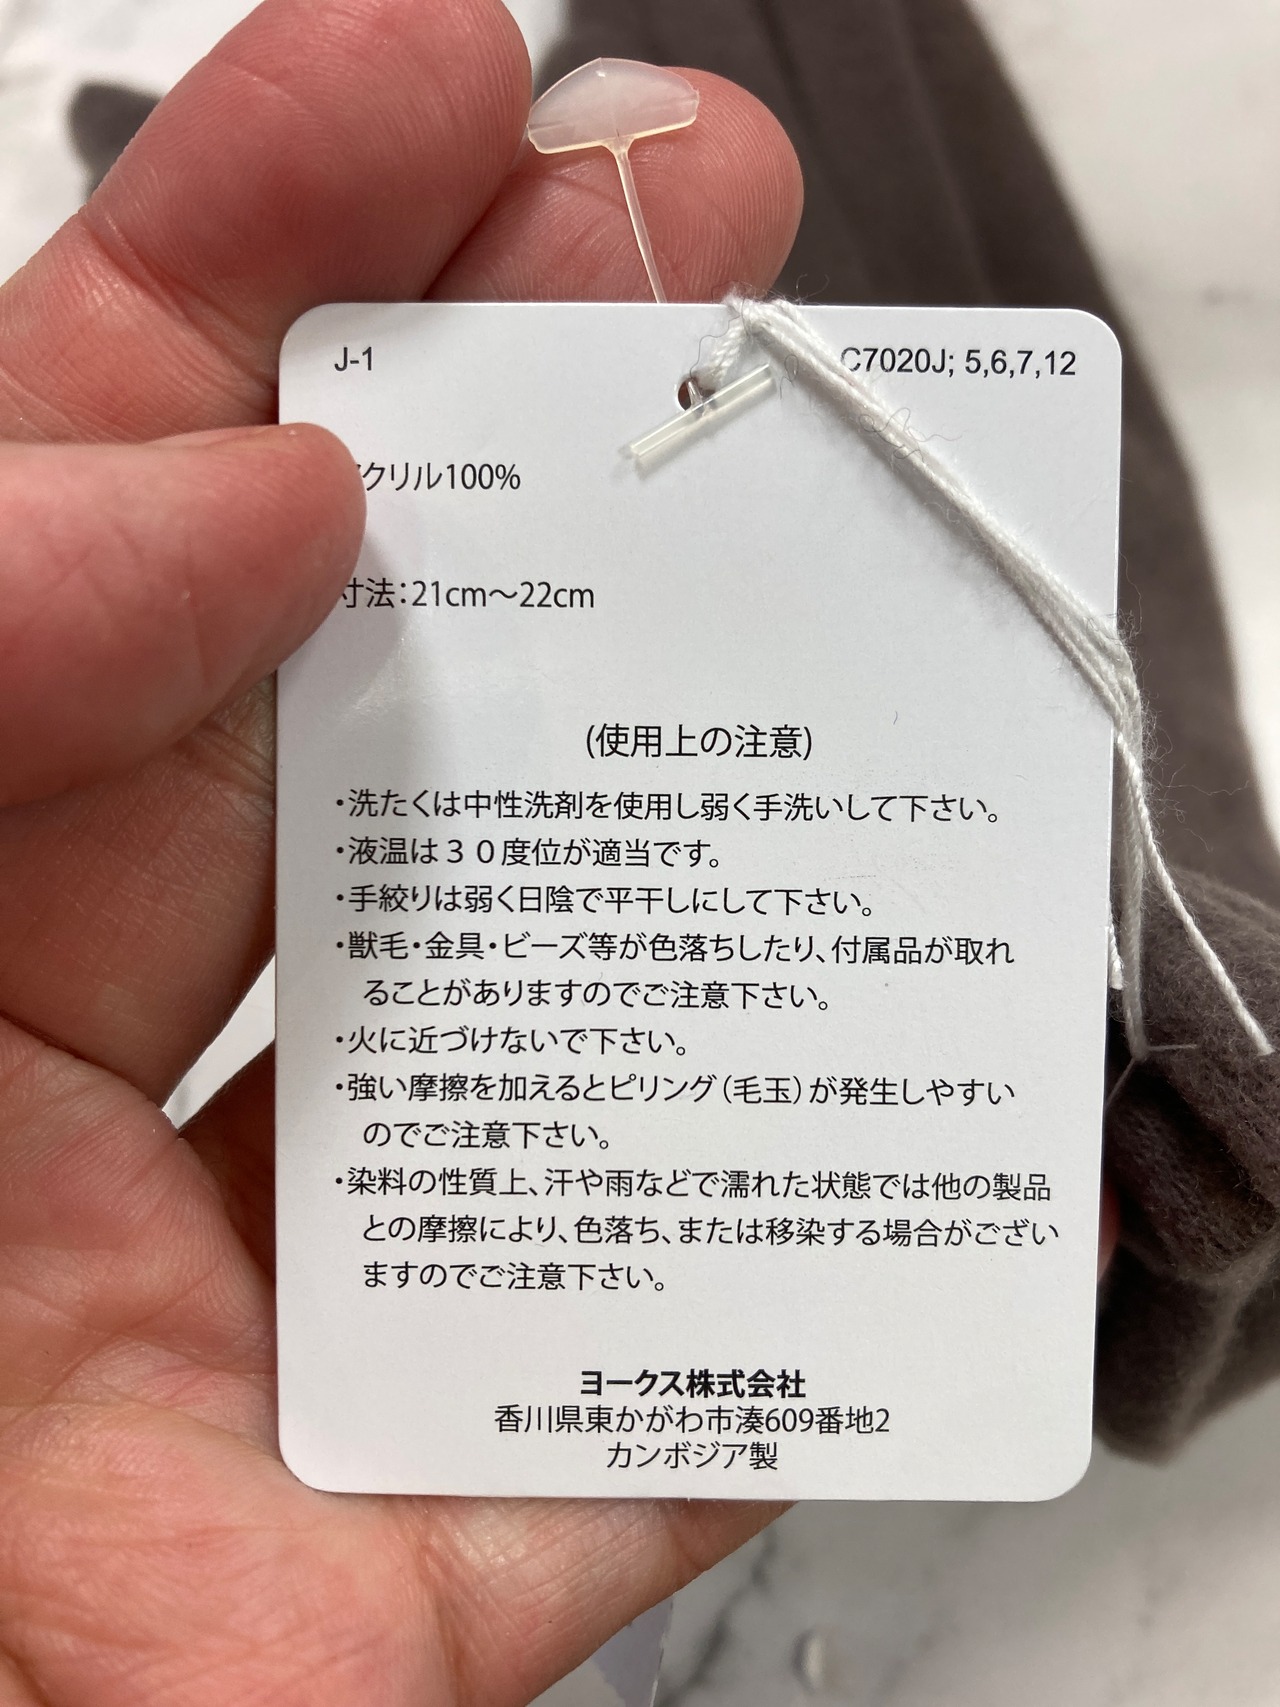 J-1
C7020J; 5,6,7,12
クリル100%
寸法：21cm～22cm
(使用上の注意)
・洗たくは中性洗剤を使用し弱く手洗いして下さい。
・液温は３０度位が適当です。
・手絞りは弱く日陰で平干しにして下さい。
・獣毛・金具・ビーズ等が色落ちしたり、付属品が取れ
ることがありますのでご注意下さい。
・火に近づけないで下さい。
・強い摩擦を加えるとピリング（毛玉）が発生しやすい
のでご注意下さい。
・染料の性質上、汗や雨などで濡れた状態では他の製品
との摩擦により、色落ち、または移染する場合がござい
ますのでご注意下さい。
ヨークス株式会社
香川県東かがわ市湊609番地2
カンボジア製